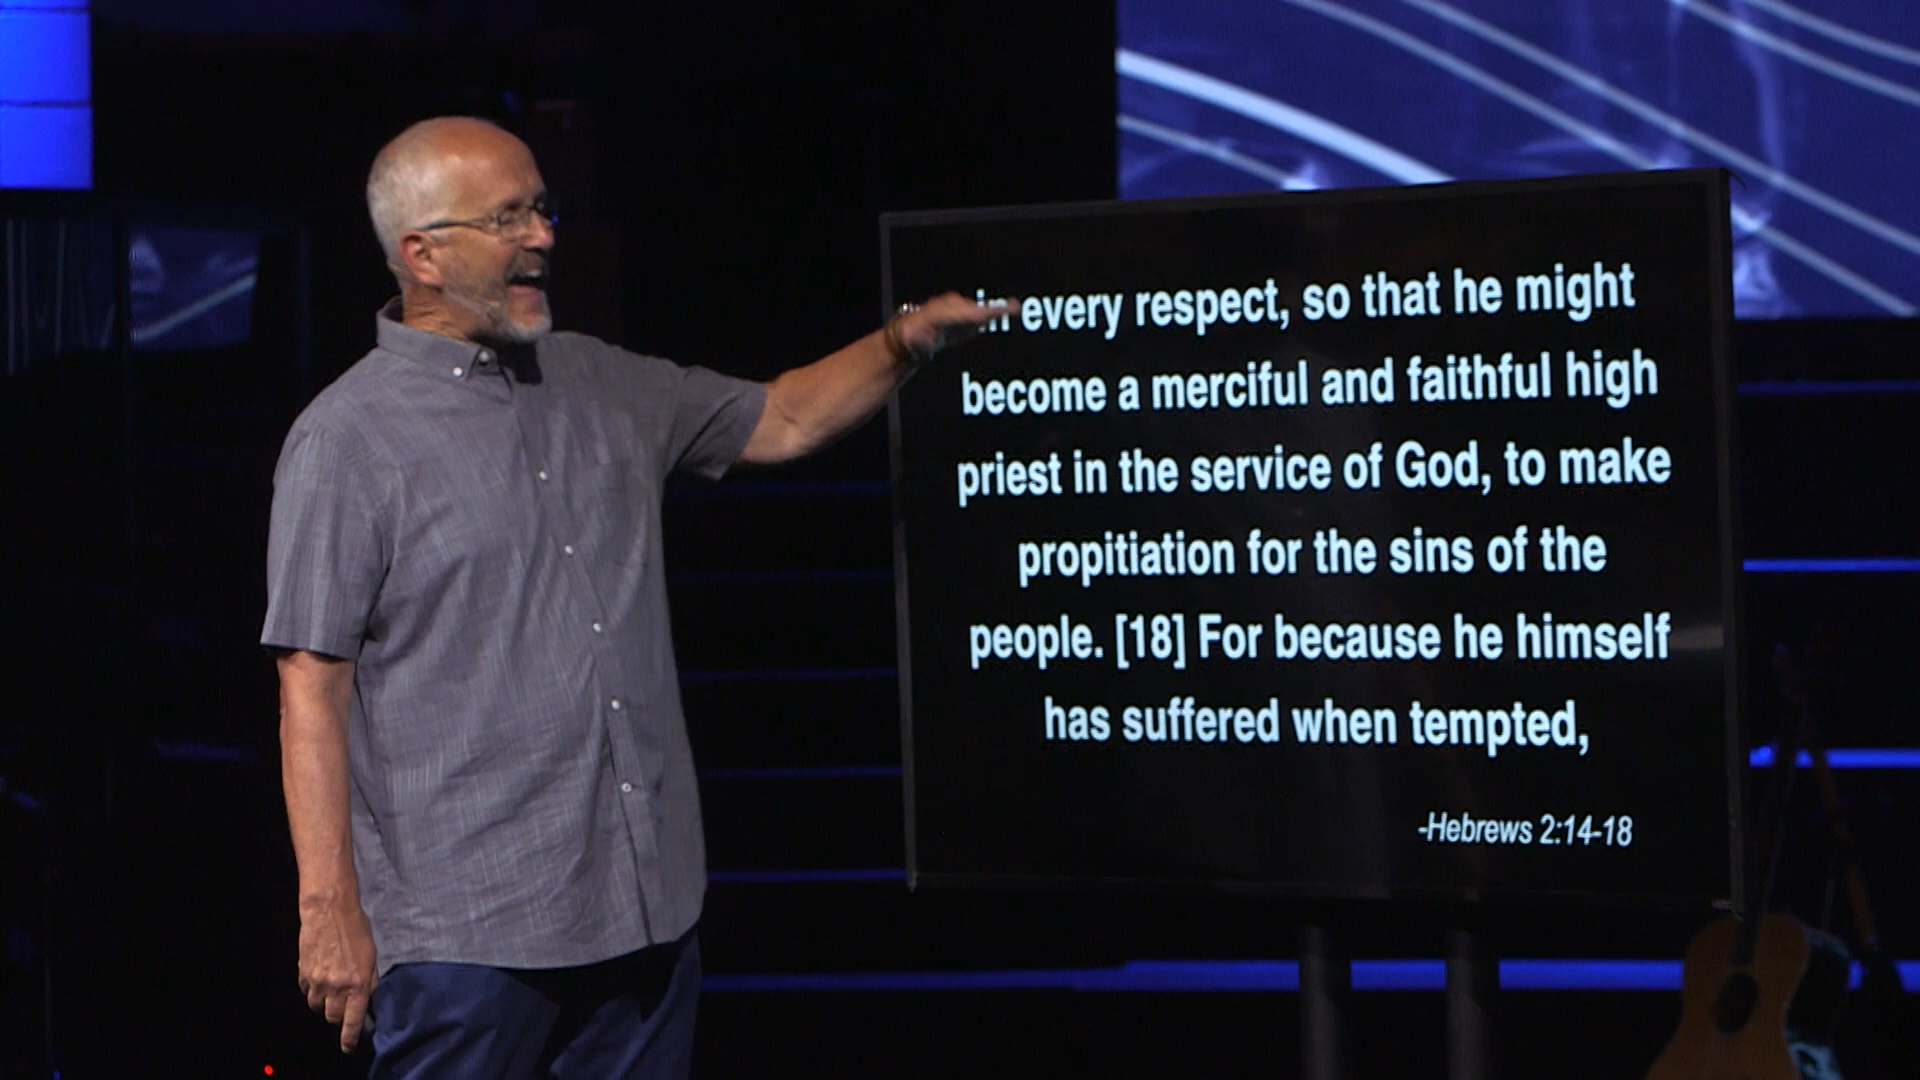 in every respect, so that he might
become a merciful and faithful high
priest in the service of God, to make
propitiation for the sins of the
people. [18] For because he himself
has suffered when tempted,
-Hebrews 2:14-18